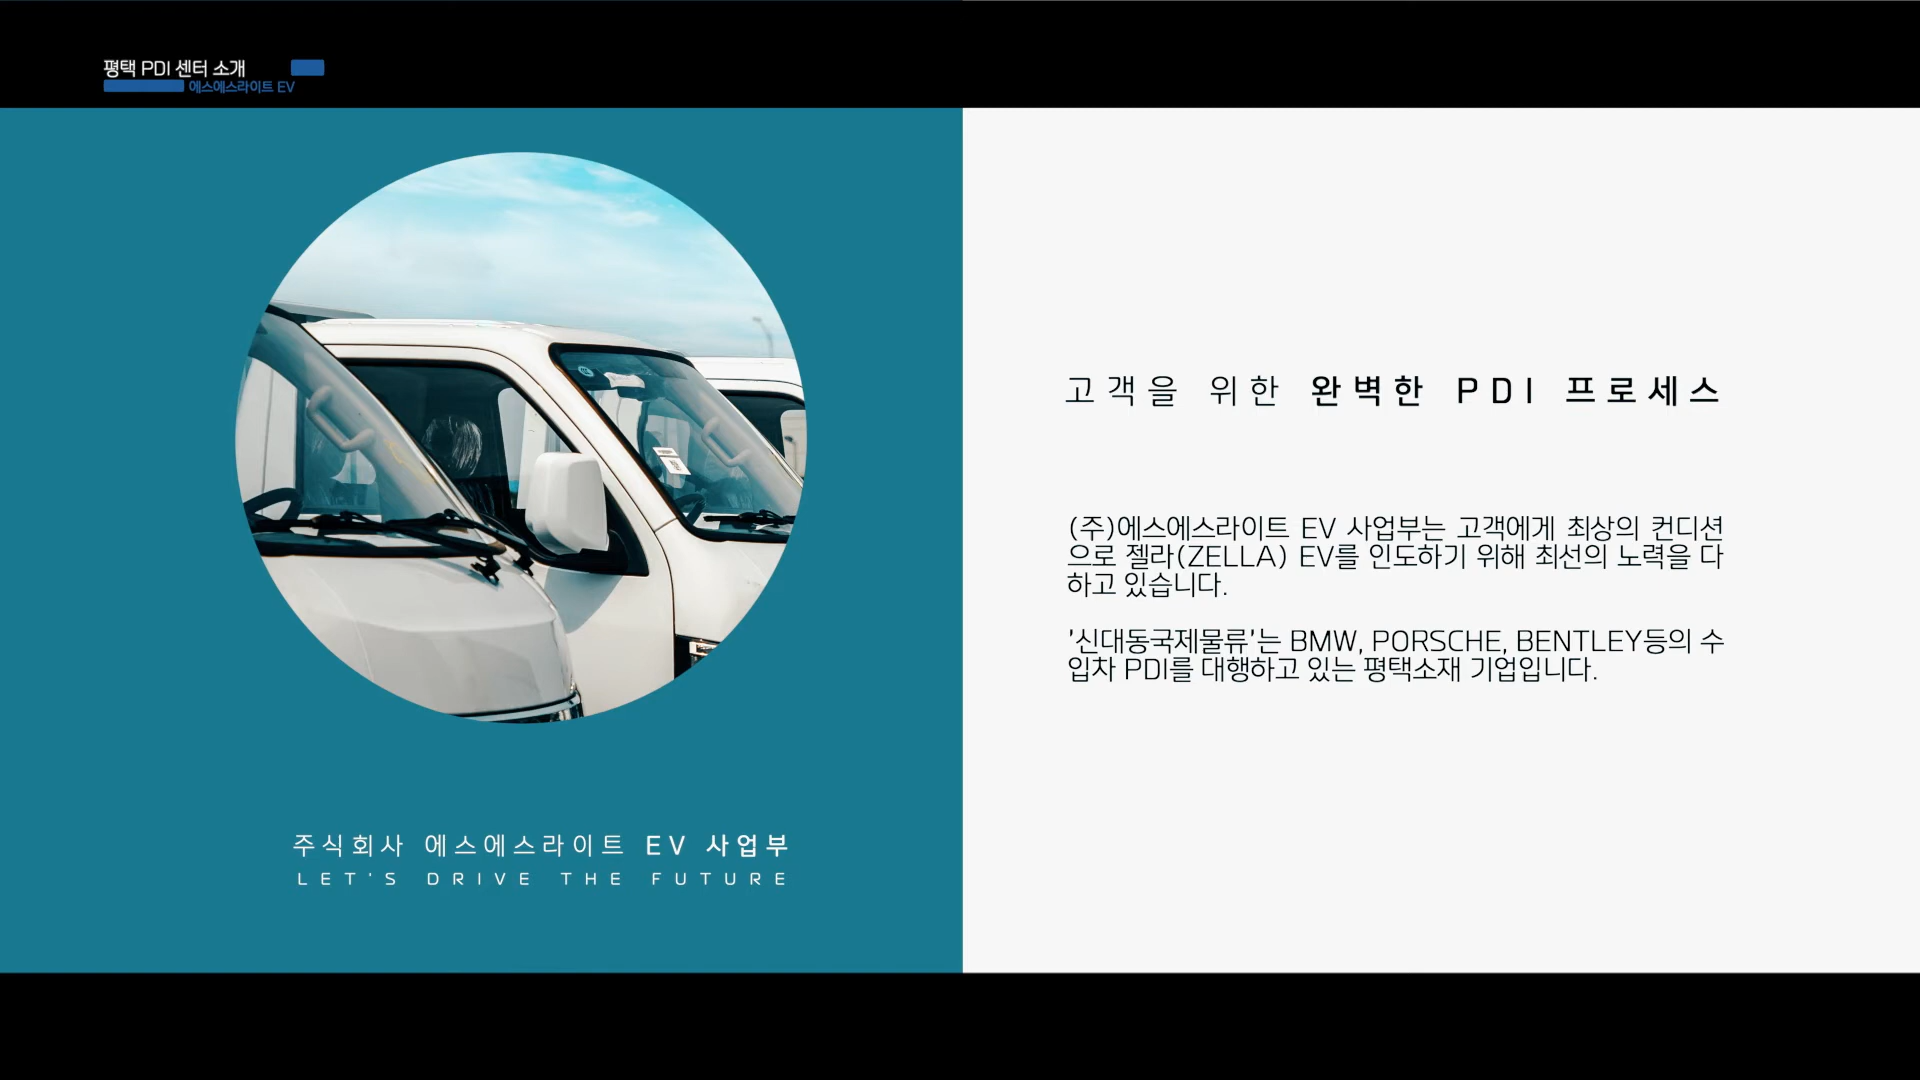 평택 PDI 센터 소개
에스에스라이트 EV
고객을 위한 완벽한 PDI 프로세스
(주)에스에스라이트 EV 사업부는 고객에게 최상의 컨디션
으로 젤라(ZELLA) EV를 인도하기 위해 최선의 노력을 다
하고 있습니다.
'신대동국제물류'는 BMW, PORSCHE, BENTLEY등의 수
입차 PDI를 대행하고 있는 평택소재 기업입니다.
주식회사 에스에스라이트 EV 사업부
LET'S DRIVE THE FUTURE